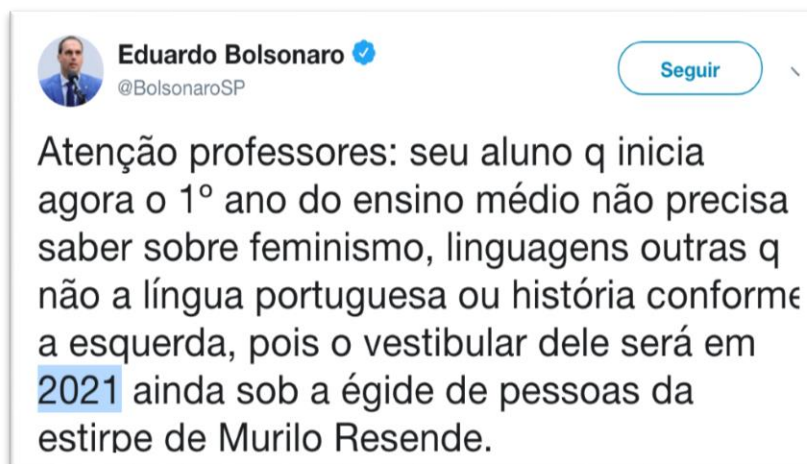 Eduardo Bolsonaro
@BolsonaroSP
Seguir
Atenção professores: seu aluno q inicia
agora o 1º ano do ensino médio não precisa
saber sobre feminismo, linguagens outras q
não a língua portuguesa ou história conforme
a esquerda, pois o vestibular dele será em
2021 ainda sob a égide de pessoas da
estirpe de Murilo Resende.